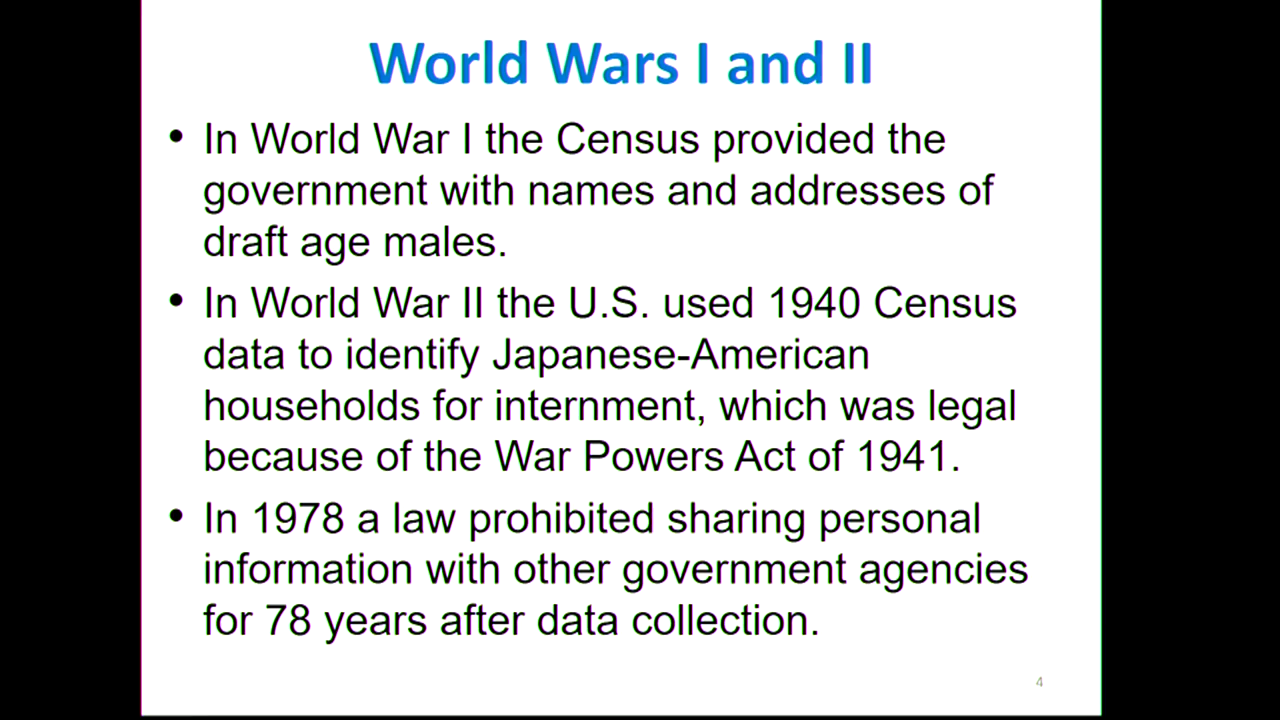 World Wars I and II
• In World War I the Census provided the
government with names and addresses of
draft age males.
• In World War II the U.S. used 1940 Census
data to identify Japanese-American
households for internment, which was legal
because of the War Powers Act of 1941.
• In 1978 a law prohibited sharing personal
information with other government agencies
for 78 years after data collection.
4